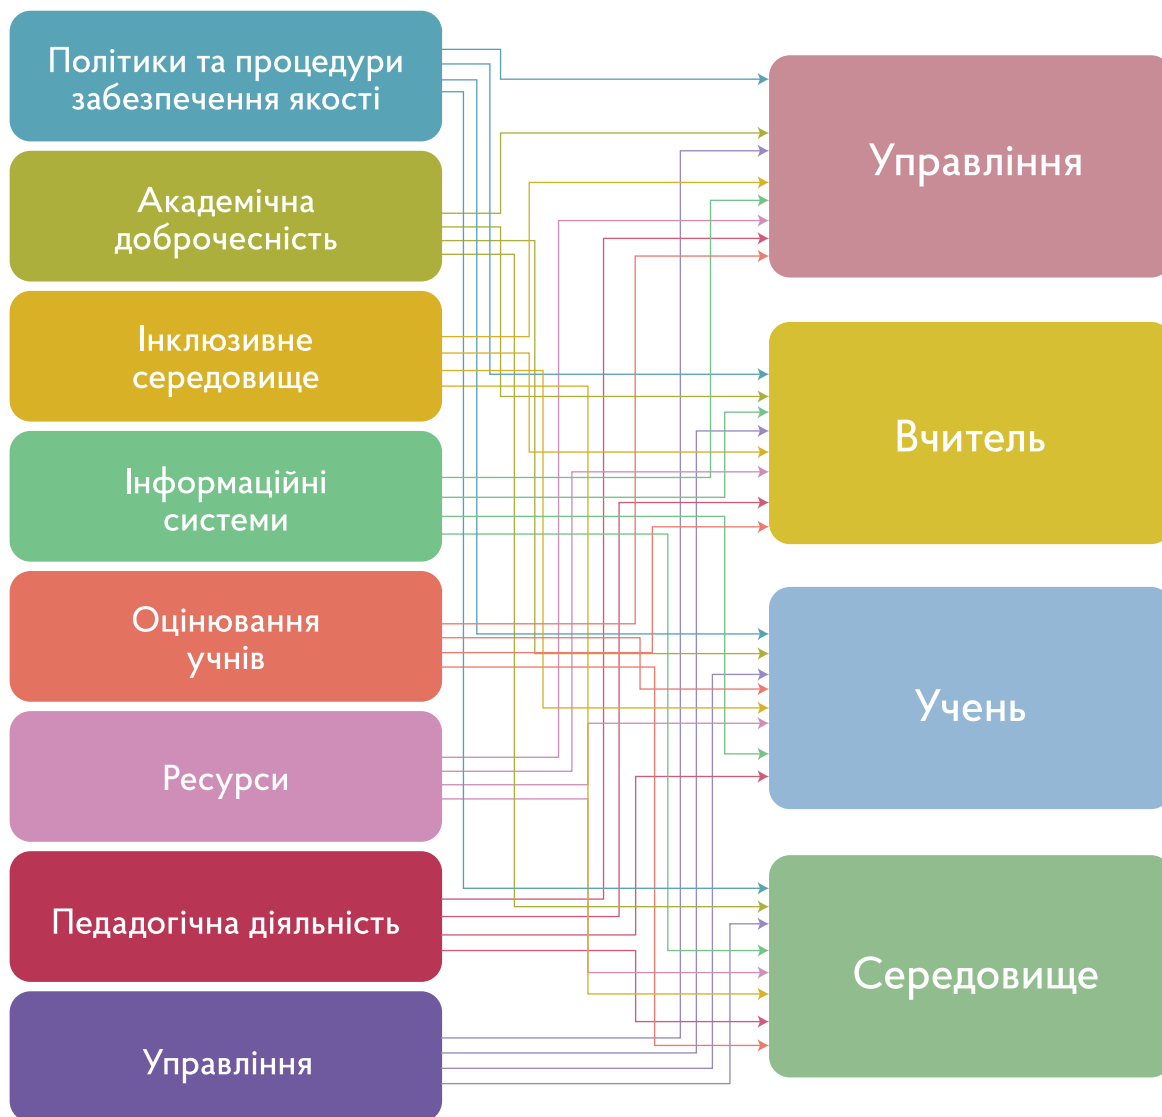 Політики та процедури
забезпечення якості
Академічна
доброчесність
Інклюзивне
середовище
Інформаційні
системи
Оцінювання
учнів
Ресурси
Педагогічна діяльність
Управління
Управління
Вчитель
Учень
Середовище